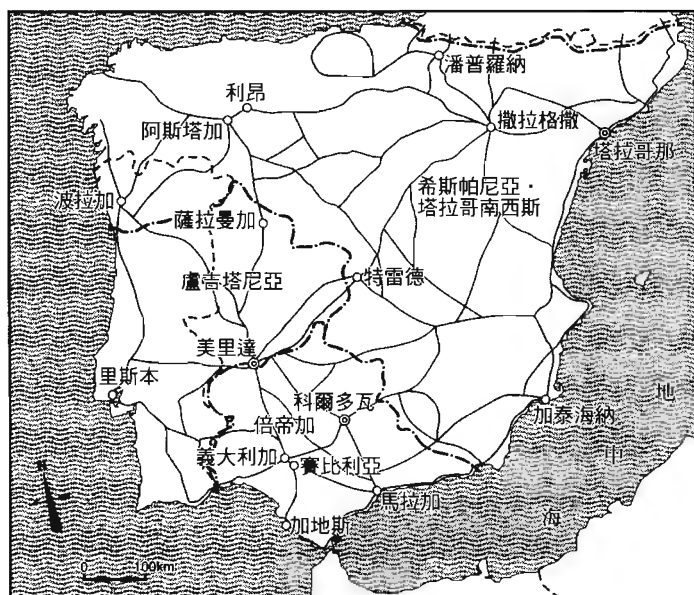 潘普羅納
利昂
阿斯塔加
撒拉格撒
塔拉哥那
希斯帕尼亞·
塔拉哥南西斯
波拉加
薩拉曼加
盧吉塔尼亞
特雷德
美里達
里斯本
科爾多瓦
加泰海納
倍帝加
義大利加
賽比利亞
馬拉加
加地斯
地
中
海
N
0 100km